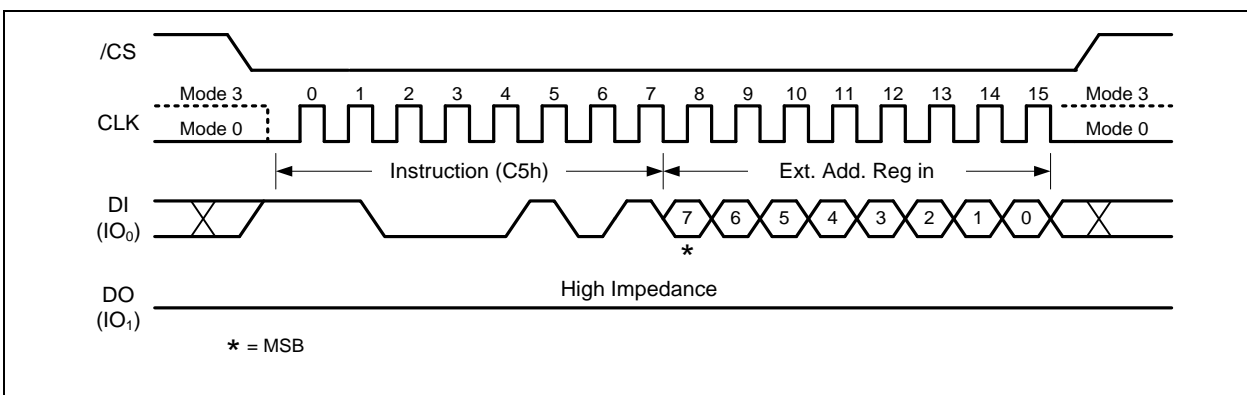 /CS
Mode 3 0 1 2 3 4 5 6 7 8 9 10 11 12 13 14 15 Mode 3
CLK
Mode 0 Mode 0
Instruction (C5h) Ext. Add. Reg in
DI
(IO₀)
7 6 5 4 3 2 1 0
*
DO
(IO₁)
High Impedance
* = MSB